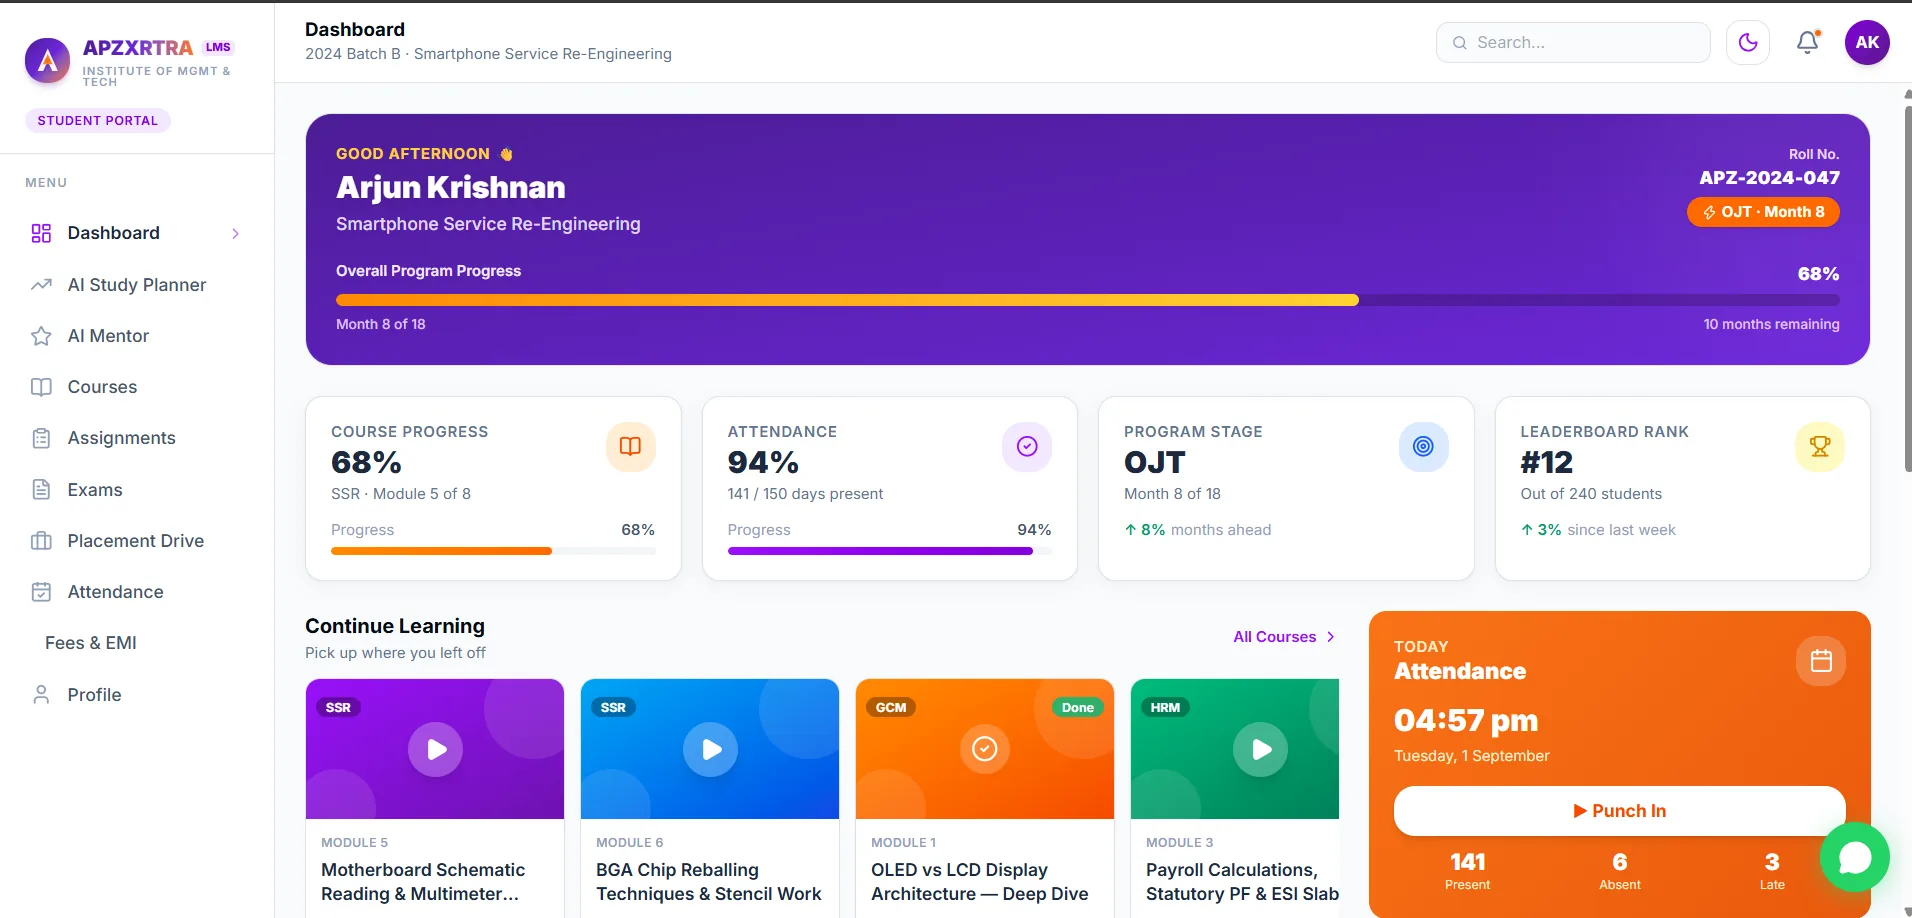 APZXRTRA LMS
INSTITUTE OF MGMT &
TECH
STUDENT PORTAL
MENU
Dashboard
AI Study Planner
AI Mentor
Courses
Assignments
Exams
Placement Drive
Attendance
Fees & EMI
Profile
Dashboard
2024 Batch B · Smartphone Service Re-Engineering
Search...
AK
GOOD AFTERNOON 👋
Arjun Krishnan
Smartphone Service Re-Engineering
Roll No.
APZ-2024-047
OJT · Month 8
Overall Program Progress
68%
Month 8 of 18
10 months remaining
COURSE PROGRESS
68%
SSR · Module 5 of 8
Progress 68%
ATTENDANCE
94%
141 / 150 days present
Progress 94%
PROGRAM STAGE
OJT
Month 8 of 18
↑ 8% months ahead
LEADERBOARD RANK
#12
Out of 240 students
↑ 3% since last week
Continue Learning
Pick up where you left off
All Courses
SSR
MODULE 5
Motherboard Schematic
Reading & Multimeter...
SSR
MODULE 6
BGA Chip Reballing
Techniques & Stencil Work
GCM
Done
MODULE 1
OLED vs LCD Display
Architecture — Deep Dive
HRM
MODULE 3
Payroll Calculations,
Statutory PF & ESI Slab
TODAY
Attendance
04:57 pm
Tuesday, 1 September
▶ Punch In
141 6 3
Present Absent Late